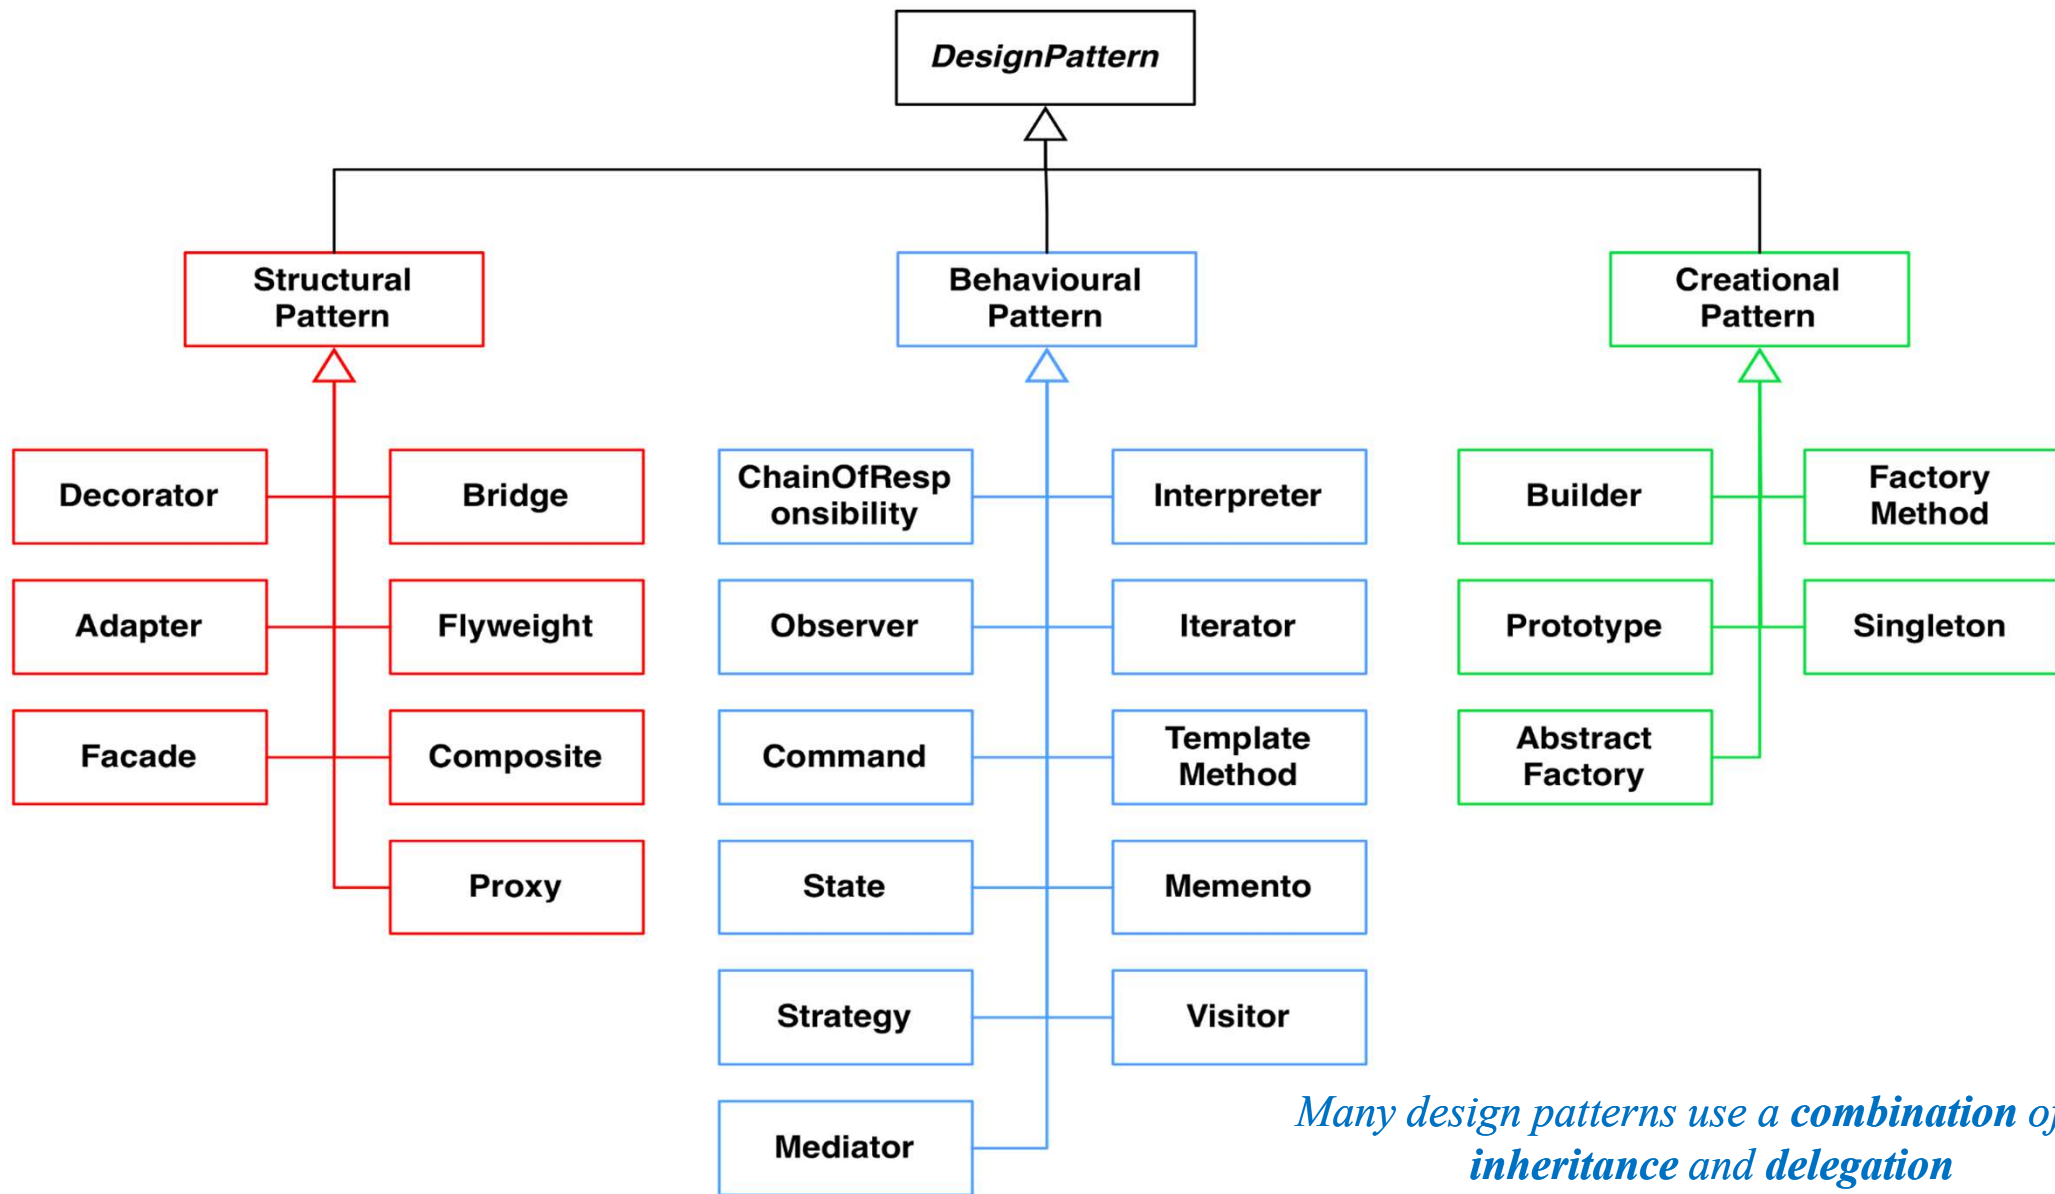 DesignPattern
Structural
Pattern
Behavioural
Pattern
Creational
Pattern
Decorator
Bridge
ChainOfResp
onsibility
Interpreter
Builder
Factory
Method
Adapter
Flyweight
Observer
Iterator
Prototype
Singleton
Facade
Composite
Command
Template
Method
Abstract
Factory
Proxy
State
Memento
Strategy
Visitor
Mediator
Many design patterns use a combination of
inheritance and delegation